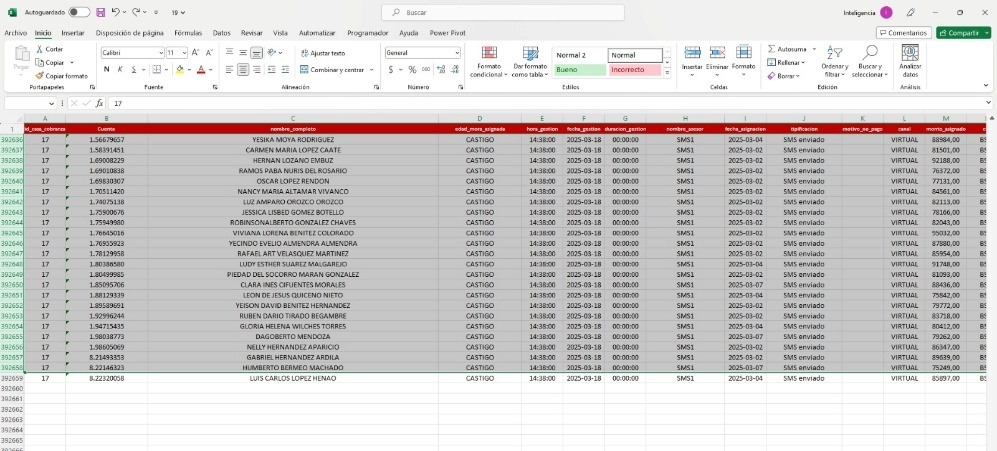 Autoguardado 19 Buscar Inteligencia
Archivo Inicio Insertar Disposición de página Fórmulas Datos Revisar Vista Automatizar Programador Ayuda Power Pivot Comentarios Compartir
Pegar Cortar Copiar Copiar formato
Calibri 11 N K S
Ajustar texto Combinar y centrar
General
Formato condicional Dar formato como tabla
Normal 2 Normal Bueno Incorrecto
Insertar Eliminar Formato
Autosuma Rellenar Borrar
Ordenar y filtrar Buscar y seleccionar
Analizar datos
Portapapeles Fuente Alineación Número Estilos Celdas Edición Análisis
17
A B C D E F G H I J K L M
1 id_casa_cobranza Cuenta nombre_completo edad_mora_asignada hora_gestion fecha_gestion duracion_gestion nombre_asesor fecha_asignacion tipificacion motivo_no_pago canal monto_asignado
392636 17 1.56679657 YESIKA MOYA RODRIGUEZ CASTIGO 14:38:00 2025-03-18 00:00:00 SMS1 2025-03-04 SMS enviado VIRTUAL 88984,00
392637 17 1.58391451 CARMEN MARIA LOPEZ CAATE CASTIGO 14:38:00 2025-03-18 00:00:00 SMS1 2025-03-02 SMS enviado VIRTUAL 81501,00
392638 17 1.69008229 HERNAN LOZANO EMBUZ CASTIGO 14:38:00 2025-03-18 00:00:00 SMS1 2025-03-02 SMS enviado VIRTUAL 92188,00
392639 17 1.69010838 RAMOS PABA NURIS DEL ROSARIO CASTIGO 14:38:00 2025-03-18 00:00:00 SMS1 2025-03-02 SMS enviado VIRTUAL 76372,00
392640 17 1.69830307 OSCAR LOPEZ RENDON CASTIGO 14:38:00 2025-03-18 00:00:00 SMS1 2025-03-02 SMS enviado VIRTUAL 77131,00
392641 17 1.70511420 NANCY MARIA ALTAMAR VIVANCO CASTIGO 14:38:00 2025-03-18 00:00:00 SMS1 2025-03-02 SMS enviado VIRTUAL 84561,00
392642 17 1.74075138 LUZ AMPARO OROZCO OROZCO CASTIGO 14:38:00 2025-03-18 00:00:00 SMS1 2025-03-02 SMS enviado VIRTUAL 82113,00
392643 17 1.75900676 JESSICA LISBED GOMEZ BOTELLO CASTIGO 14:38:00 2025-03-18 00:00:00 SMS1 2025-03-02 SMS enviado VIRTUAL 78166,00
392644 17 1.75949980 ROBINSONALBERTO GONZALEZ CHAVES CASTIGO 14:38:00 2025-03-18 00:00:00 SMS1 2025-03-02 SMS enviado VIRTUAL 82043,00
392645 17 1.76645016 VIVIANA LORENA BENITEZ COLORADO CASTIGO 14:38:00 2025-03-18 00:00:00 SMS1 2025-03-02 SMS enviado VIRTUAL 95032,00
392646 17 1.76955923 YECINDO EVELIO ALMENDRA ALMENDRA CASTIGO 14:38:00 2025-03-18 00:00:00 SMS1 2025-03-02 SMS enviado VIRTUAL 87880,00
392647 17 1.78129958 RAFAEL ART VELASQUEZ MARTINEZ CASTIGO 14:38:00 2025-03-18 00:00:00 SMS1 2025-03-02 SMS enviado VIRTUAL 85954,00
392648 17 1.80386580 LUDY ESTHER SUAREZ MALGAREJO CASTIGO 14:38:00 2025-03-18 00:00:00 SMS1 2025-03-04 SMS enviado VIRTUAL 91748,00
392649 17 1.80499985 PIEDAD DEL SOCORRO MARAN GONZALEZ CASTIGO 14:38:00 2025-03-18 00:00:00 SMS1 2025-03-02 SMS enviado VIRTUAL 81093,00
392650 17 1.85095706 CLARA INES CIFUENTES MORALES CASTIGO 14:38:00 2025-03-18 00:00:00 SMS1 2025-03-07 SMS enviado VIRTUAL 88436,00
392651 17 1.88129339 LEON DE JESUS QUICENO NIETO CASTIGO 14:38:00 2025-03-18 00:00:00 SMS1 2025-03-04 SMS enviado VIRTUAL 75842,00
392652 17 1.89589691 YEISON DAVID BENITEZ HERNANDEZ CASTIGO 14:38:00 2025-03-18 00:00:00 SMS1 2025-03-02 SMS enviado VIRTUAL 79772,00
392653 17 1.92996244 RUBEN DARIO TIRADO BEGAMBRE CASTIGO 14:38:00 2025-03-18 00:00:00 SMS1 2025-03-02 SMS enviado VIRTUAL 83718,00
392654 17 1.94715435 GLORIA HELENA WILCHES TORRES CASTIGO 14:38:00 2025-03-18 00:00:00 SMS1 2025-03-04 SMS enviado VIRTUAL 80412,00
392655 17 1.98038773 DAGOBERTO MENDOZA CASTIGO 14:38:00 2025-03-18 00:00:00 SMS1 2025-03-07 SMS enviado VIRTUAL 79262,00
392656 17 1.98605069 NELLY HERNANDEZ APARICIO CASTIGO 14:38:00 2025-03-18 00:00:00 SMS1 2025-03-02 SMS enviado VIRTUAL 86347,00
392657 17 8.21493353 GABRIEL HERNANDEZ ARDILA CASTIGO 14:38:00 2025-03-18 00:00:00 SMS1 2025-03-02 SMS enviado VIRTUAL 89639,00
392658 17 8.22146323 HUMBERTO BERMEO MACHADO CASTIGO 14:38:00 2025-03-18 00:00:00 SMS1 2025-03-07 SMS enviado VIRTUAL 75249,00
392659 17 8.22320058 LUIS CARLOS LOPEZ HENAO CASTIGO 14:38:00 2025-03-18 00:00:00 SMS1 2025-03-04 SMS enviado VIRTUAL 85897,00
392660
392661
392662
392663
392664
392665